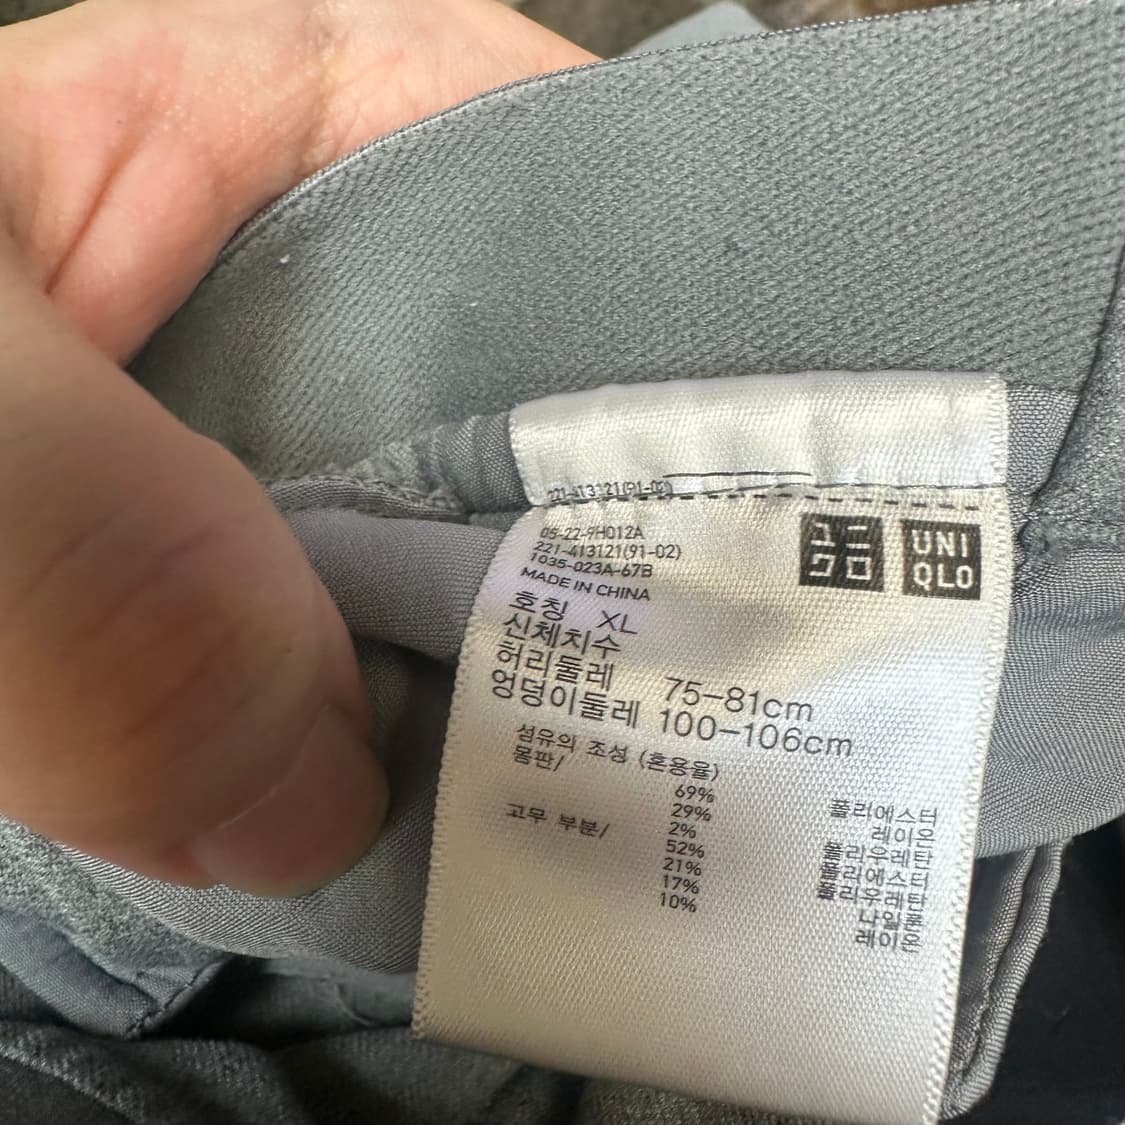 221-413121(91-02)
05-22-9H012A
221-413121(91-02)
1035-023A-67B
MADE IN CHINA
UNI
QLO
호칭 XL
신체치수
허리둘레 75-81cm
엉덩이둘레 100-106cm
섬유의 조성 (혼용율)
몸판/
69% 폴리에스터
29% 레이온
2% 폴리우레탄
고무 부분/
52% 폴리에스터
21% 폴리우레탄
17% 나일론
10% 레이온